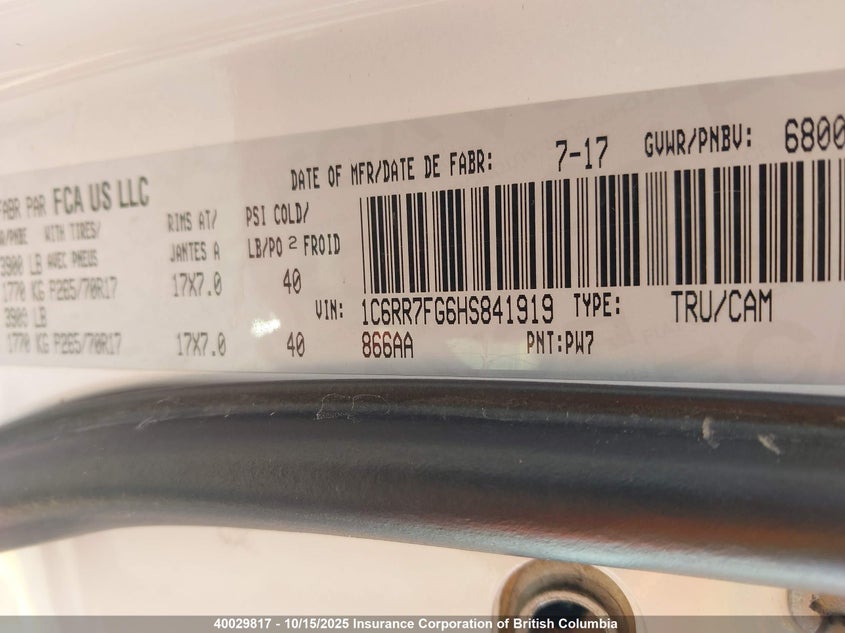 FABR PAR FCA US LLC
DATE OF MFR/DATE DE FABR: 7-17 GVWR/PNBV: 6800
WITH TIRES/ RIMS AT/ PSI COLD/
AVEC PNEUS JANTES A LB/PO 2 FROID
3900 LB
1770 KG P265/70R17 17X7.0 40
VIN: 1C6RR7FG6HS841919 TYPE: TRU/CAM
3900 LB
1770 KG P265/70R17 17X7.0 40
866AA PNT:PW7
40029817 - 10/15/2025 Insurance Corporation of British Columbia